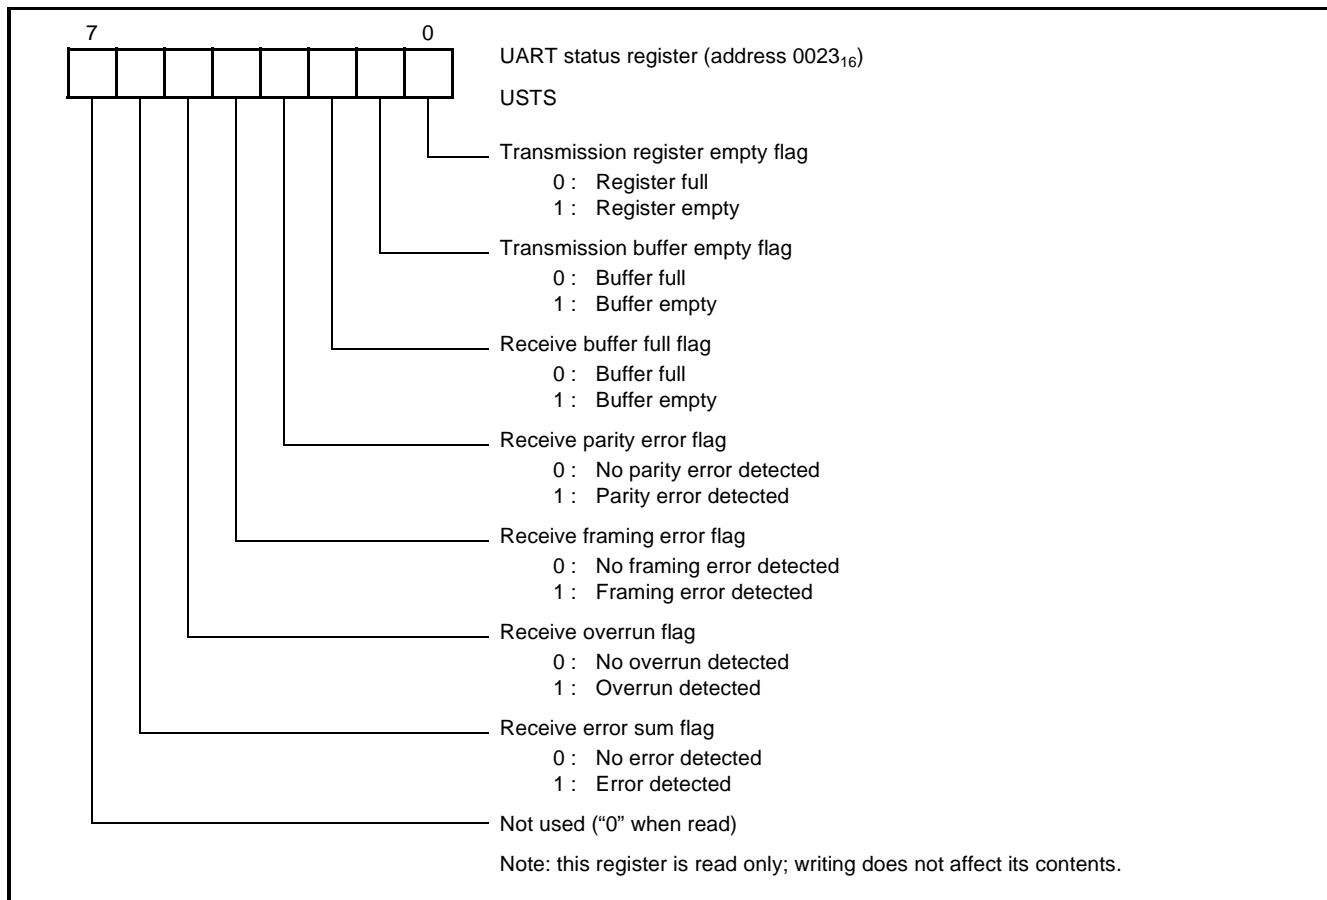 7 0
UART status register (address 0023₁₆)
USTS
Transmission register empty flag
0 : Register full
1 : Register empty
Transmission buffer empty flag
0 : Buffer full
1 : Buffer empty
Receive buffer full flag
0 : Buffer full
1 : Buffer empty
Receive parity error flag
0 : No parity error detected
1 : Parity error detected
Receive framing error flag
0 : No framing error detected
1 : Framing error detected
Receive overrun flag
0 : No overrun detected
1 : Overrun detected
Receive error sum flag
0 : No error detected
1 : Error detected
Not used (“0” when read)
Note: this register is read only; writing does not affect its contents.